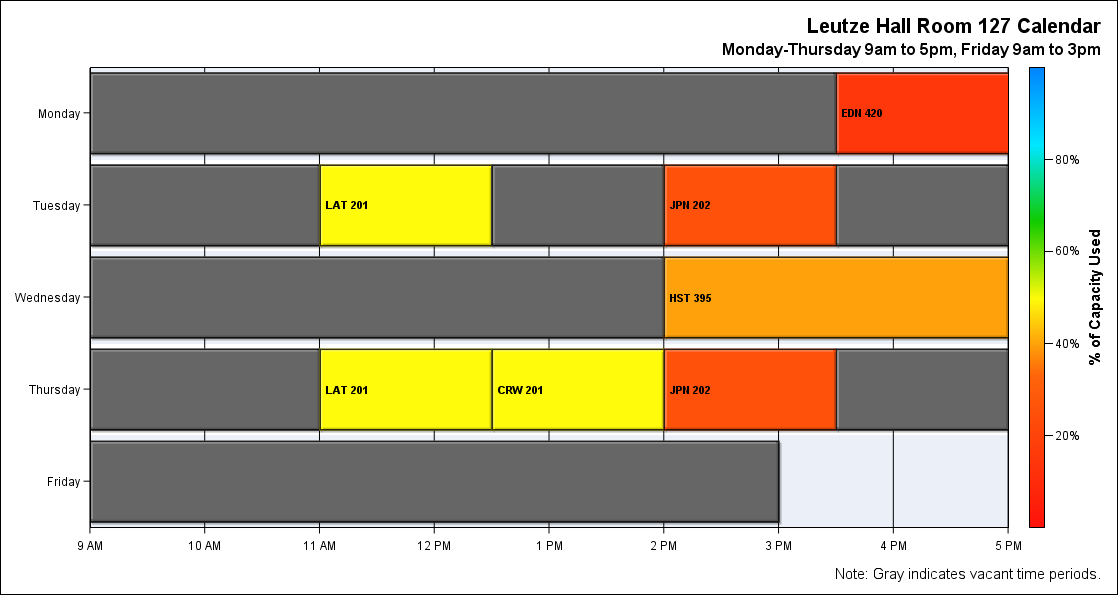 Leutze Hall Room 127 Calendar
Monday-Thursday 9am to 5pm, Friday 9am to 3pm
Monday
EDN 420
Tuesday
LAT 201
JPN 202
Wednesday
HST 395
Thursday
LAT 201
CRW 201
JPN 202
Friday
9 AM
10 AM
11 AM
12 PM
1 PM
2 PM
3 PM
4 PM
5 PM
80%
60%
40%
20%
% of Capacity Used
Note: Gray indicates vacant time periods.